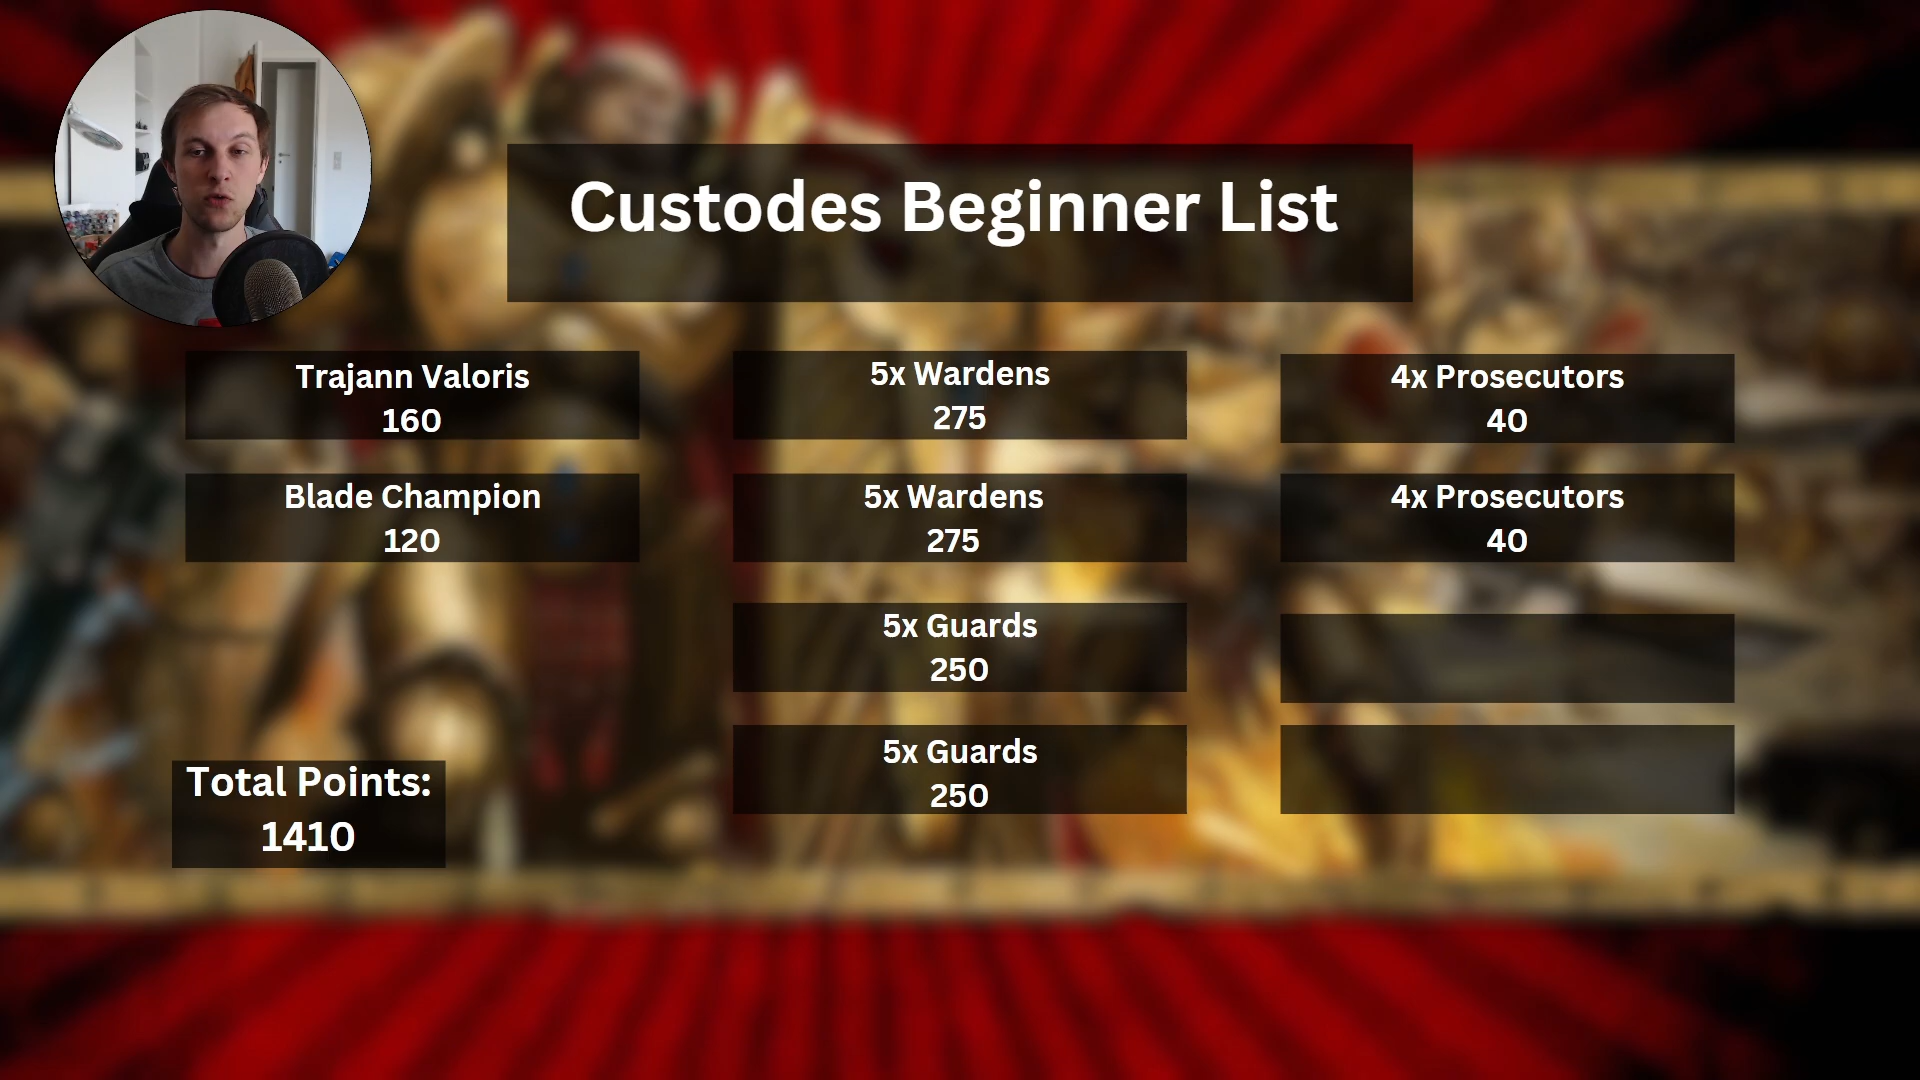 Custodes Beginner List
Trajann Valoris
160
Blade Champion
120
5x Wardens
275
5x Wardens
275
5x Guards
250
5x Guards
250
4x Prosecutors
40
4x Prosecutors
40
Total Points:
1410